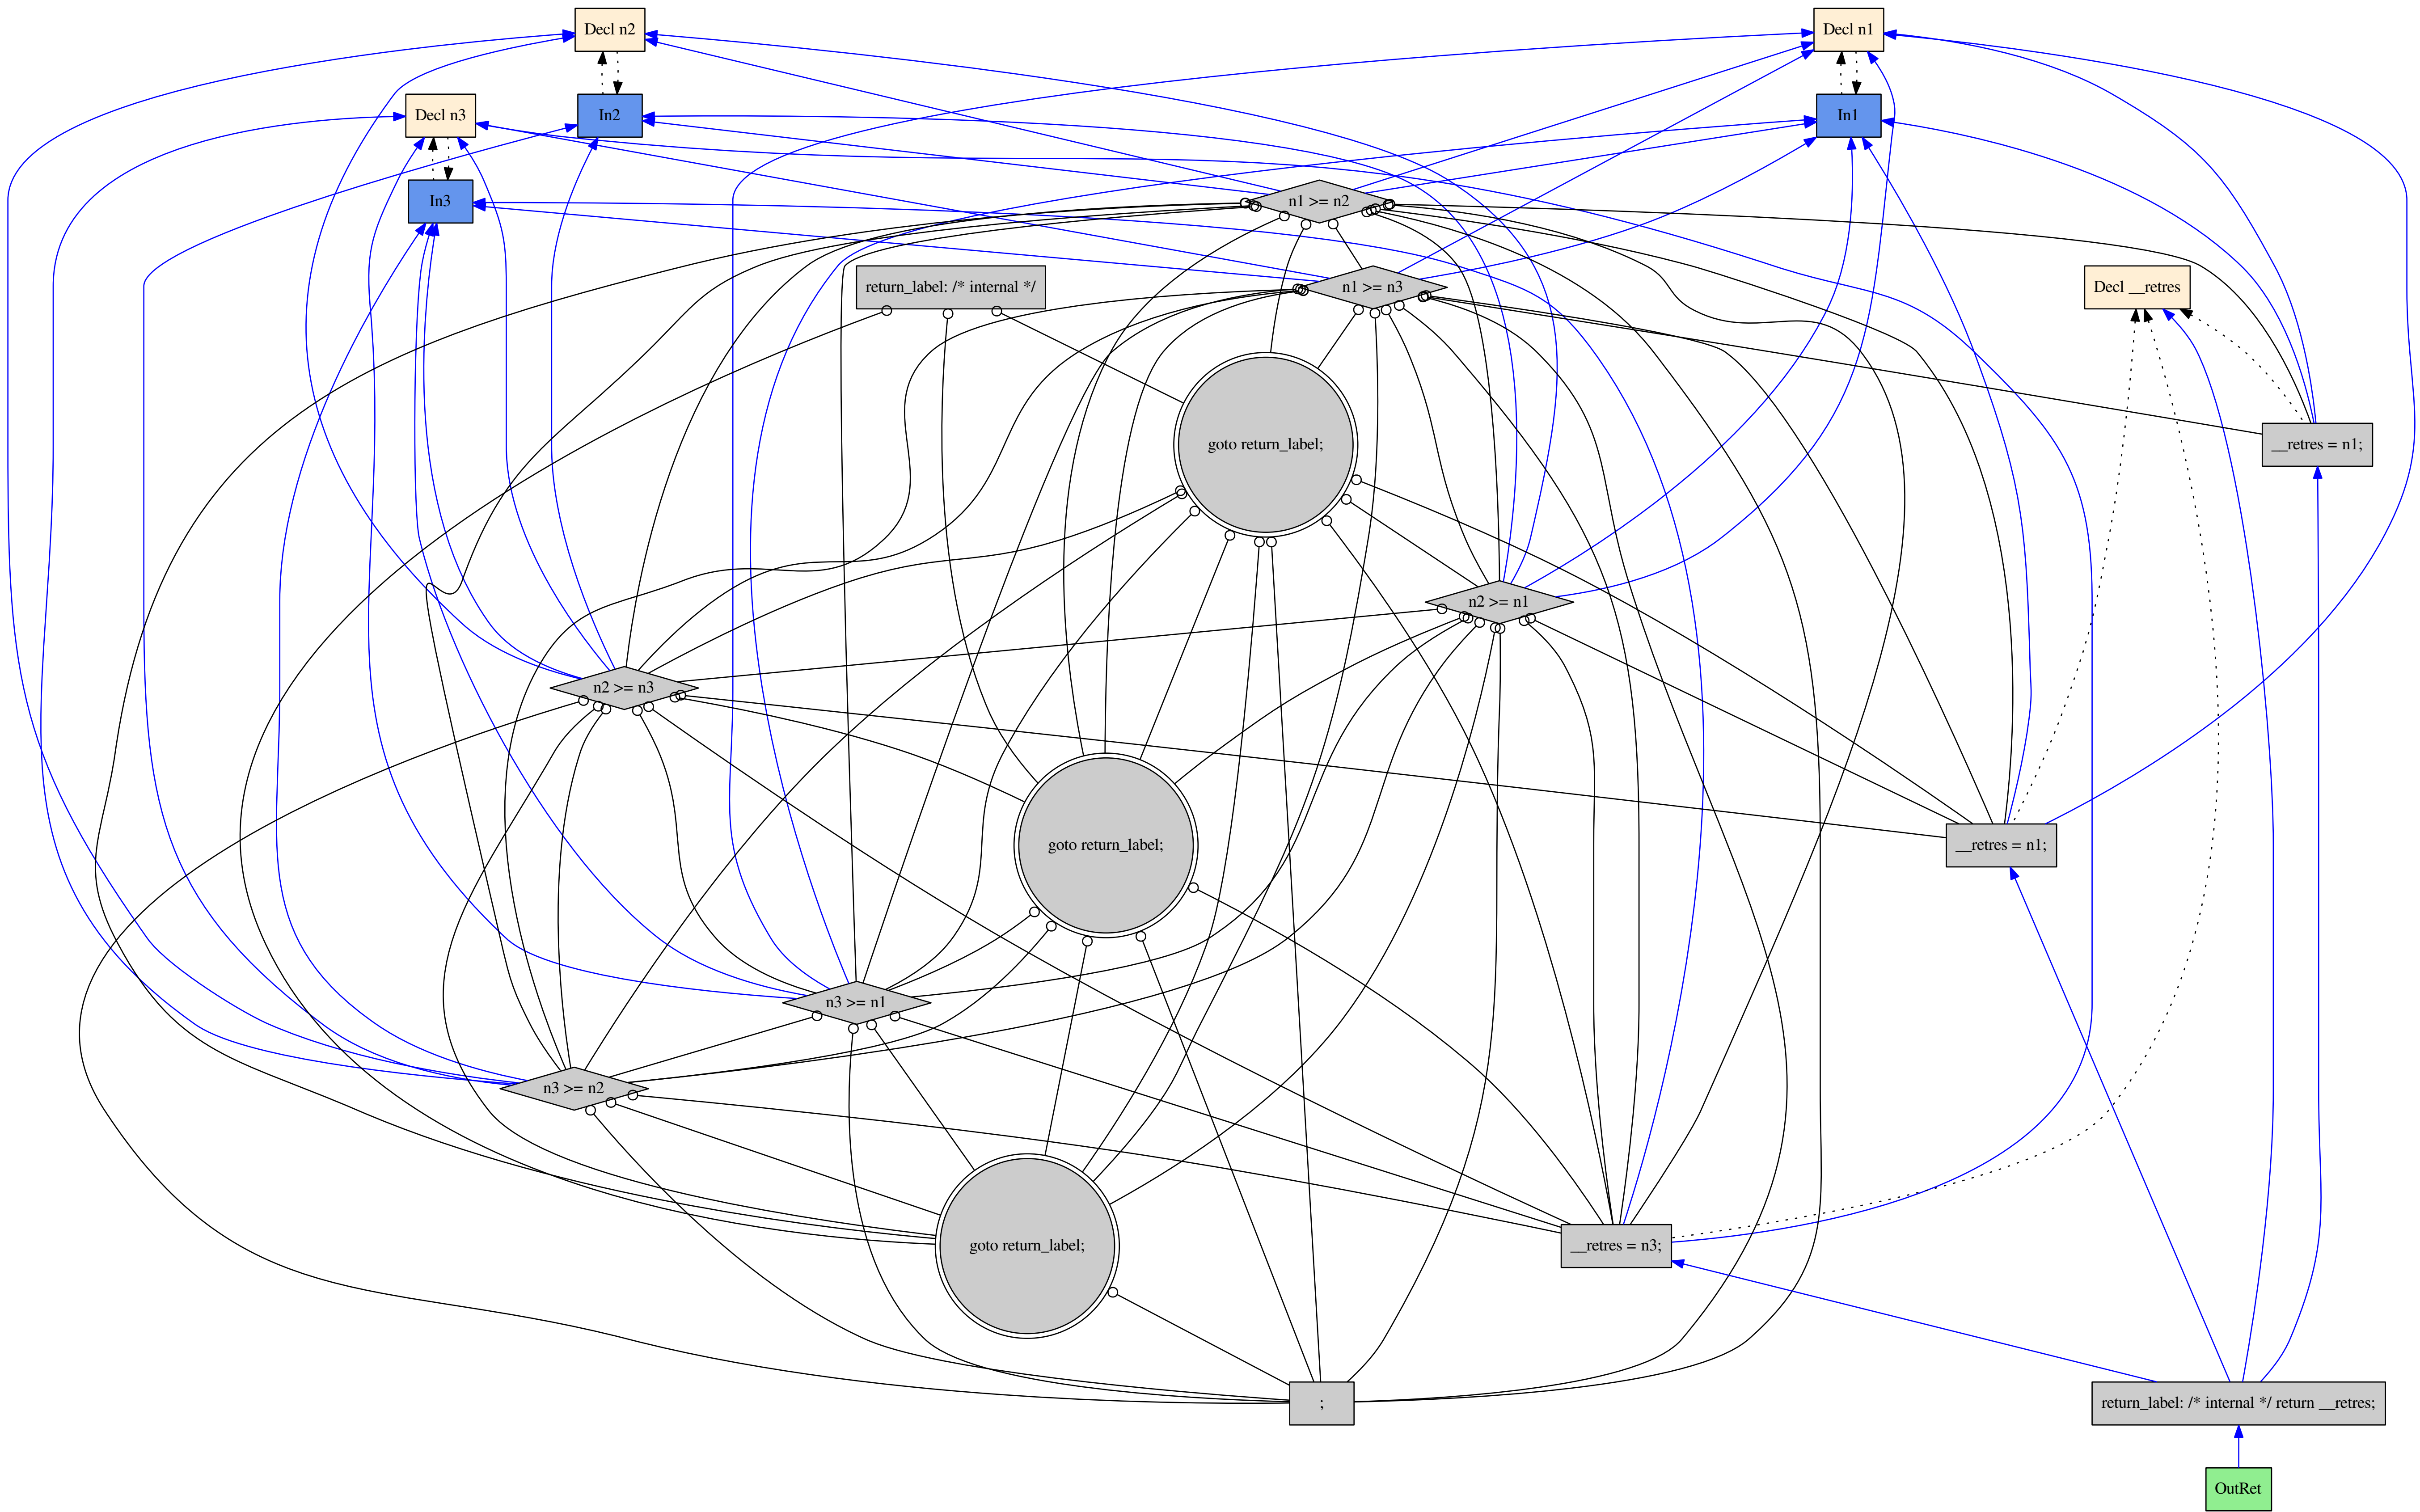 Decl n2
Decl n1
Decl n3
In2
In1
In3
n1 >= n2
return_label: /* internal */
n1 >= n3
Decl __retres
goto return_label;
__retres = n1;
n2 >= n1
n2 >= n3
goto return_label;
__retres = n1;
n3 >= n1
n3 >= n2
goto return_label;
__retres = n3;
;
return_label: /* internal */ return __retres;
OutRet